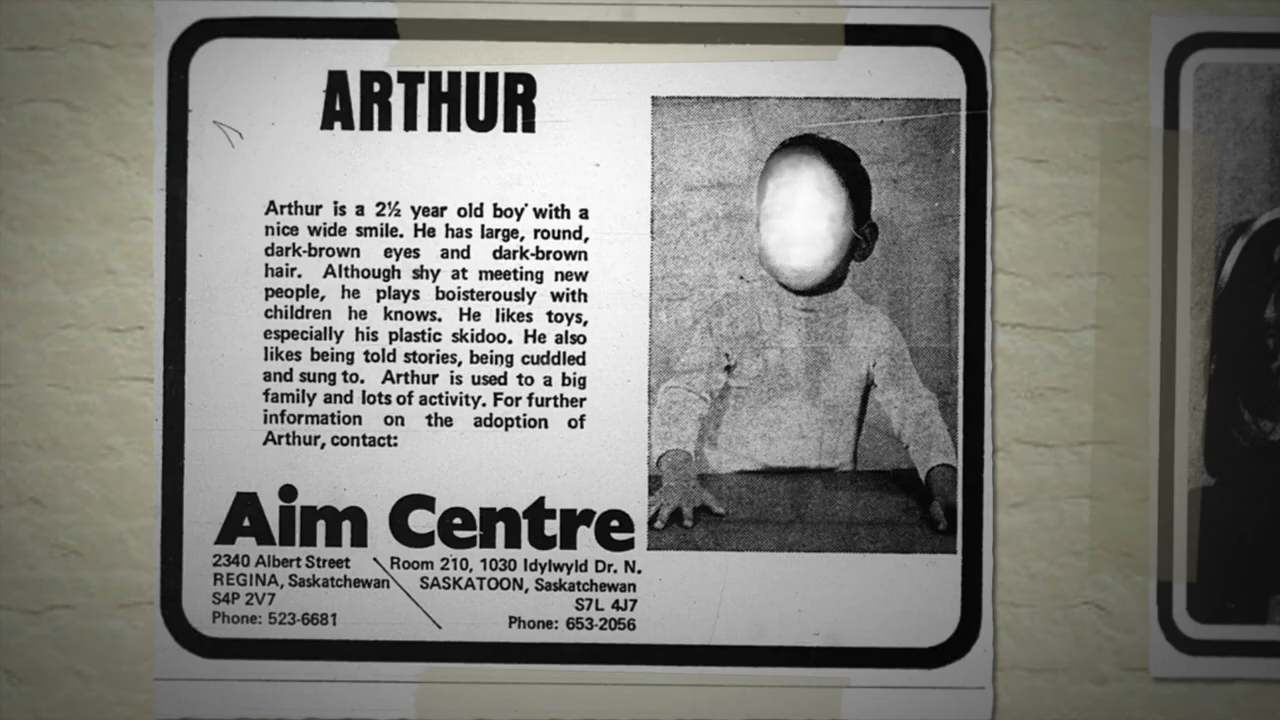 ARTHUR
Arthur is a 2½ year old boy with a
nice wide smile. He has large, round,
dark-brown eyes and dark-brown
hair. Although shy at meeting new
people, he plays boisterously with
children he knows. He likes toys,
especially his plastic skidoo. He also
likes being told stories, being cuddled
and sung to. Arthur is used to a big
family and lots of activity. For further
information on the adoption of
Arthur, contact:
Aim Centre
2340 Albert Street
REGINA, Saskatchewan
S4P 2V7
Phone: 523-6681
Room 210, 1030 Idylwyld Dr. N.
SASKATOON, Saskatchewan
S7L 4J7
Phone: 653-2056